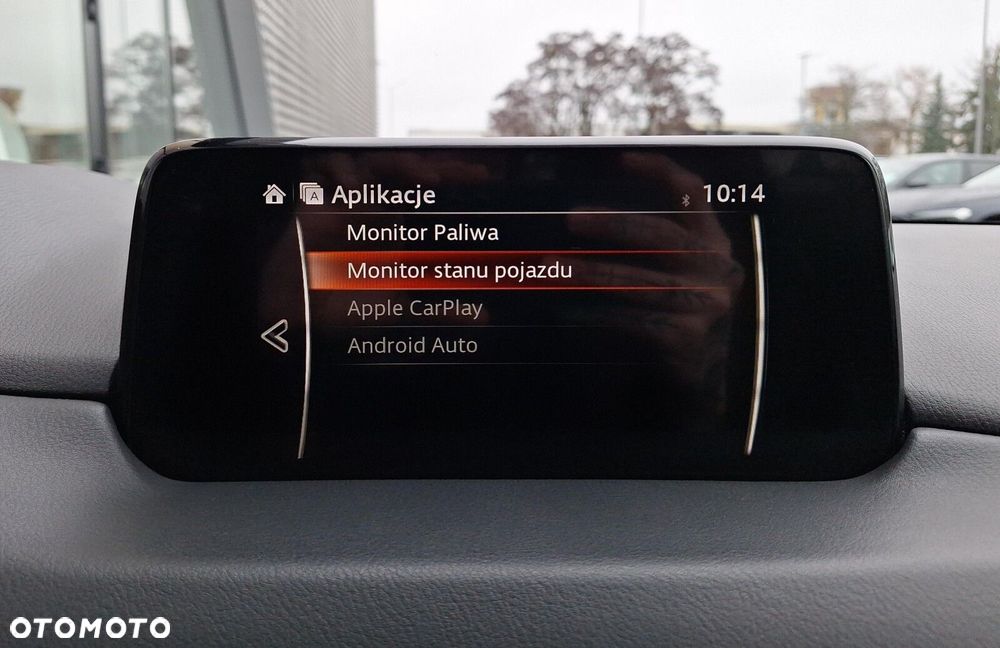 Aplikacje 10:14
Monitor Paliwa
Monitor stanu pojazdu
Apple CarPlay
Android Auto
OTOMOTO